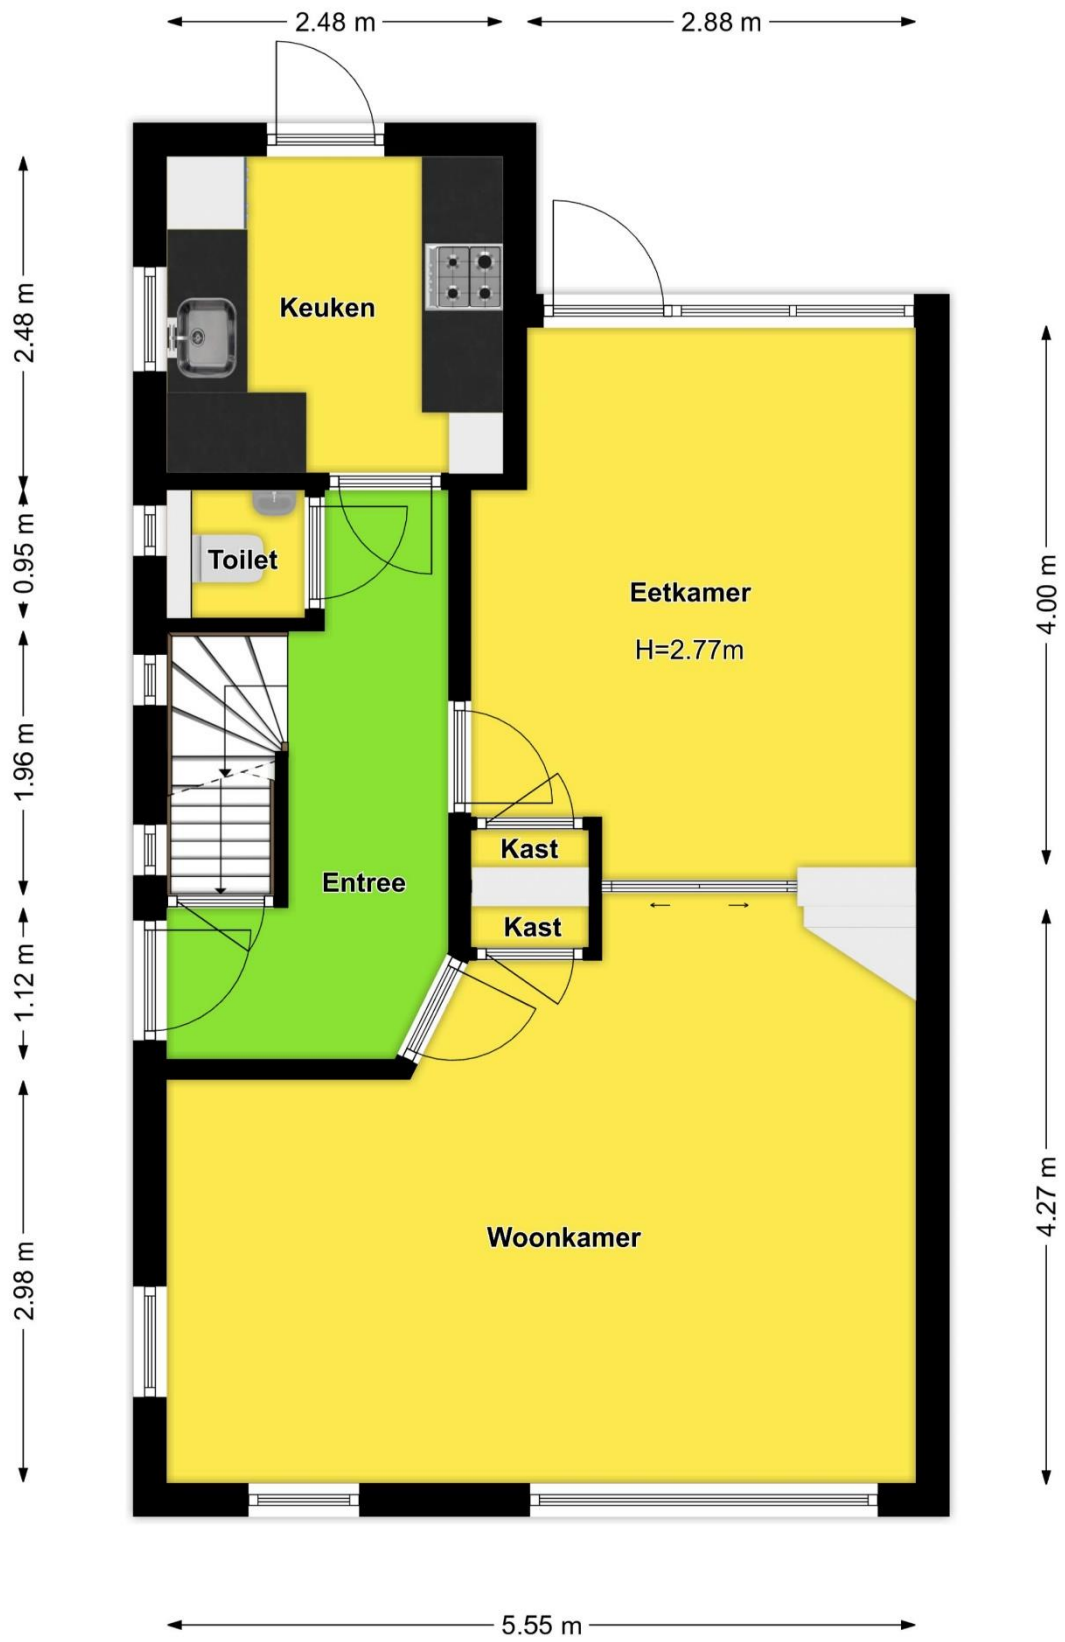 2.48 m
2.88 m
2.48 m
Keuken
0.95 m
Toilet
Eetkamer
H=2.77m
4.00 m
1.96 m
Kast
Entree
Kast
1.12 m
4.27 m
Woonkamer
2.98 m
5.55 m